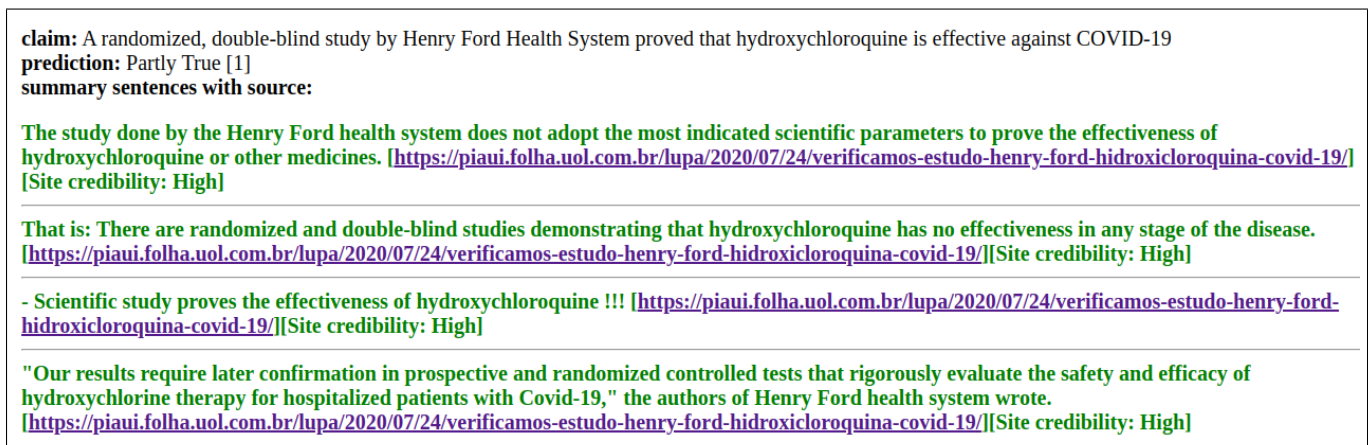 claim: A randomized, double-blind study by Henry Ford Health System proved that hydroxychloroquine is effective against COVID-19
prediction: Partly True [1]
summary sentences with source:
The study done by the Henry Ford health system does not adopt the most indicated scientific parameters to prove the effectiveness of
hydroxychloroquine or other medicines. [https://piaui.folha.uol.com.br/lupa/2020/07/24/verificamos-estudo-henry-ford-hidroxicloroquina-covid-19/]
[Site credibility: High]
That is: There are randomized and double-blind studies demonstrating that hydroxychloroquine has no effectiveness in any stage of the disease.
[https://piaui.folha.uol.com.br/lupa/2020/07/24/verificamos-estudo-henry-ford-hidroxicloroquina-covid-19/][Site credibility: High]
- Scientific study proves the effectiveness of hydroxychloroquine !!! [https://piaui.folha.uol.com.br/lupa/2020/07/24/verificamos-estudo-henry-ford-
hidroxicloroquina-covid-19/][Site credibility: High]
"Our results require later confirmation in prospective and randomized controlled tests that rigorously evaluate the safety and efficacy of
hydroxychlorine therapy for hospitalized patients with Covid-19," the authors of Henry Ford health system wrote.
[https://piaui.folha.uol.com.br/lupa/2020/07/24/verificamos-estudo-henry-ford-hidroxicloroquina-covid-19/][Site credibility: High]